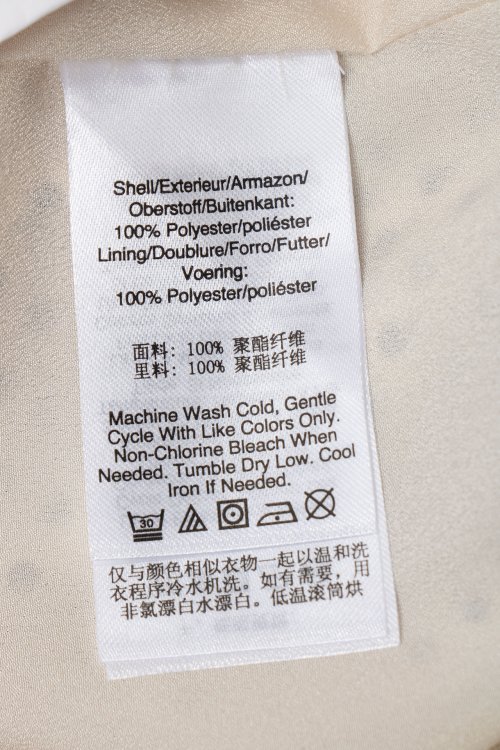 Shell/Exterieur/Armazon/
Oberstoff/Buitenkant:
100% Polyester/poliéster
Lining/Doublure/Forro/Futter/
Voering:
100% Polyester/poliéster
面料: 100% 聚酯纤维
里料: 100% 聚酯纤维
Machine Wash Cold, Gentle
Cycle With Like Colors Only.
Non-Chlorine Bleach When
Needed. Tumble Dry Low. Cool
Iron If Needed.
30
仅与颜色相似衣物一起以温和洗
衣程序冷水机洗。如有需要，用
非氯漂白水漂白。低温滚筒烘